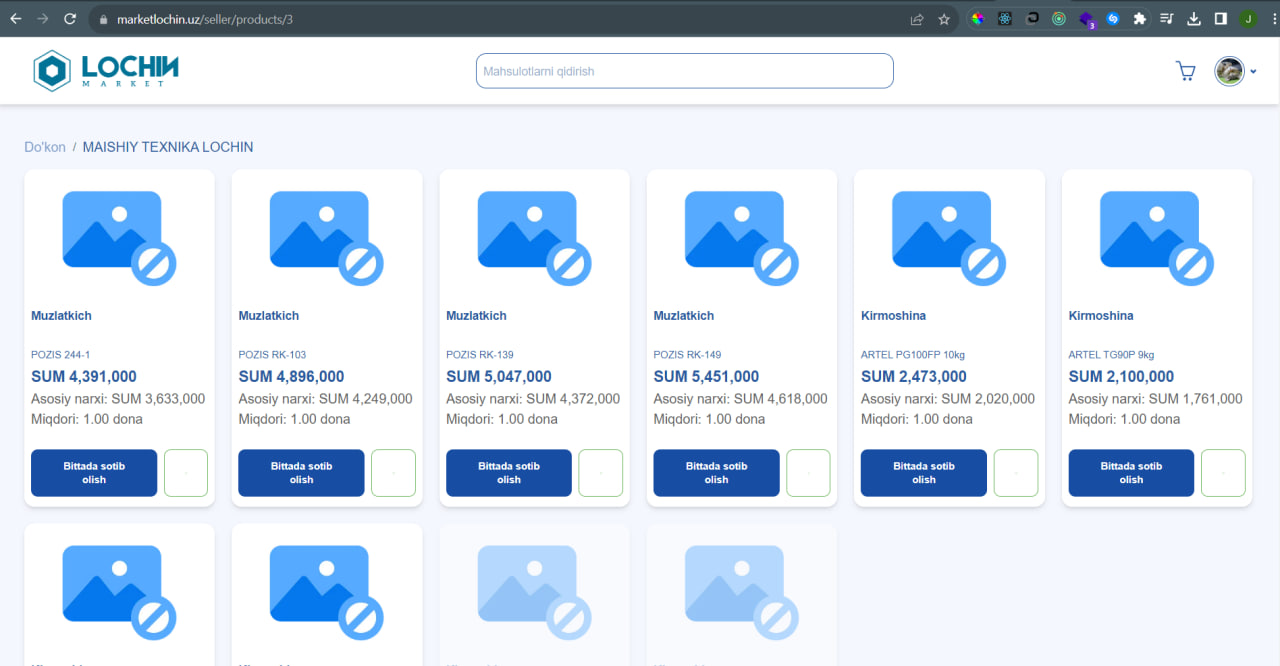 marketlochin.uz/seller/products/3
3
J
LOCHIN
MARKET
Mahsulotlarni qidirish
Do'kon / MAISHIY TEXNIKA LOCHIN
Muzlatkich
POZIS 244-1
SUM 4,391,000
Asosiy narxi: SUM 3,633,000
Miqdori: 1.00 dona
Bittada sotib
olish
Muzlatkich
POZIS RK-103
SUM 4,896,000
Asosiy narxi: SUM 4,249,000
Miqdori: 1.00 dona
Bittada sotib
olish
Muzlatkich
POZIS RK-139
SUM 5,047,000
Asosiy narxi: SUM 4,372,000
Miqdori: 1.00 dona
Bittada sotib
olish
Muzlatkich
POZIS RK-149
SUM 5,451,000
Asosiy narxi: SUM 4,618,000
Miqdori: 1.00 dona
Bittada sotib
olish
Kirmoshina
ARTEL PG100FP 10kg
SUM 2,473,000
Asosiy narxi: SUM 2,020,000
Miqdori: 1.00 dona
Bittada sotib
olish
Kirmoshina
ARTEL TG90P 9kg
SUM 2,100,000
Asosiy narxi: SUM 1,761,000
Miqdori: 1.00 dona
Bittada sotib
olish